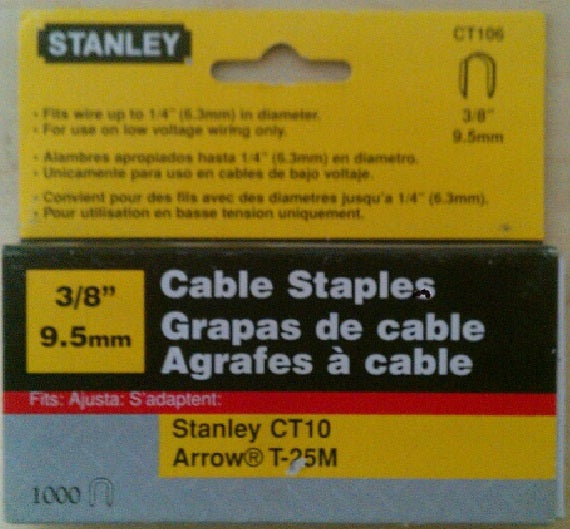 STANLEY
CT106
3/8"
9.5mm
• Fits wire up to 1/4" (6.3mm) in diameter.
• For use on low voltage wiring only.
• Alambres apropiados hasta 1/4" (6.3mm) en diametro.
• Unicamente para uso en cables de bajo voltaje.
• Convient pour des fils avec des diametres jusqu'a 1/4" (6.3mm).
• Pour utilisation en basse tension uniquement.
3/8"
9.5mm
Cable Staples
Grapas de cable
Agrafes à cable
Fits: Ajusta: S'adaptent:
Stanley CT10
Arrow® T-25M
1000